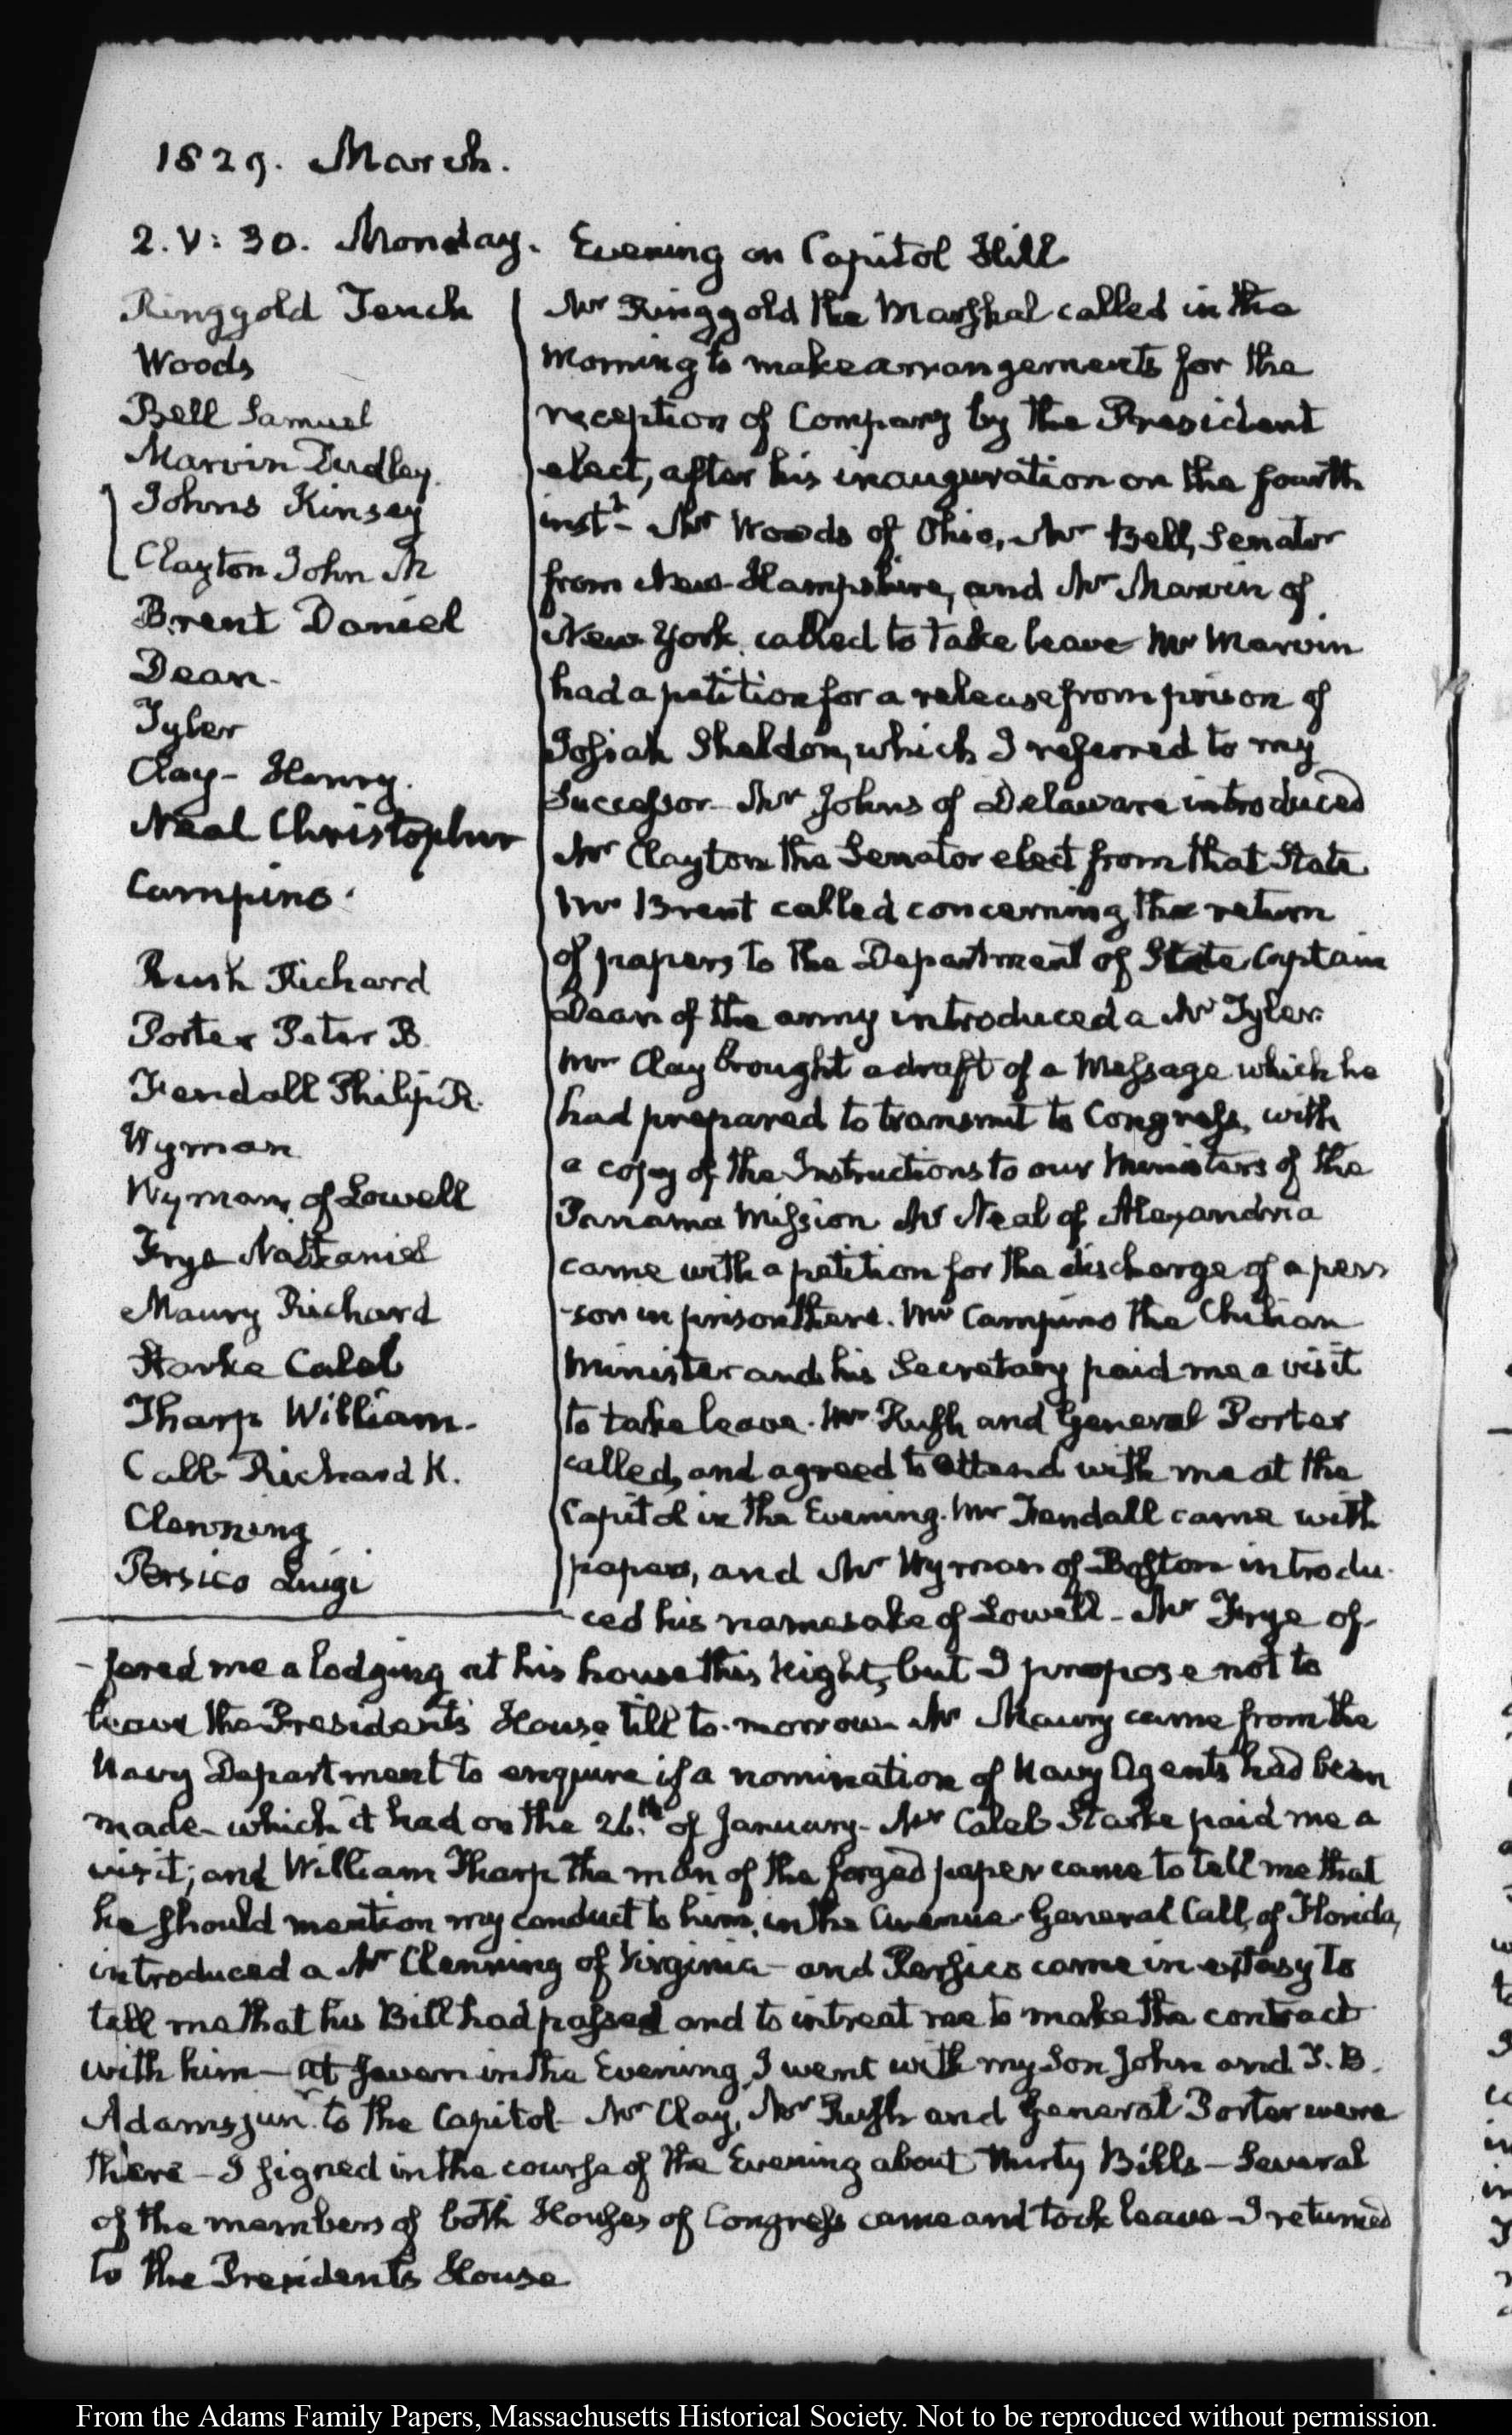 1829. March.
2. V: 30. Monday. Evening on Capitol Hill
Ringgold Tench
Woods
Bell Samuel
Marvin Dudley.
Johns Kinsey
Clayton John M
Brent Daniel
Dean.
Tyler
Clay- Henry.
Neal Christopher
Campino.
Rush Richard
Porter Peter B.
Fendall Philip R.
Wyman
Wyman, of Lowell
Frye Nathaniel
Maury Richard
Starke Caleb
Tharp William.
Call Richard K.
Clenning
Persico Luigi
Mr Ringgold the Marshal called in the
morning to make arrangements for the
reception of Company by the President
elect, after his inauguration on the fourth
instt- Mr Woods of Ohio, Mr Bell, Senator
from New-Hampshire, and Mr Marvin of
New York, called to take leave Mr Marvin
had a petition for a release from prison of
Josiah Sheldon, which I referred to my
Successor- Mr Johns of Delaware introduced
Mr Clayton the Senator elect from that State
Mr Brent called concerning the return
of papers to the Department of State Captain
Dean of the army introduced a Mr Tyler.
Mr Clay brought a draft of a Message which he
had prepared to transmit to Congress, with
a copy of the Instructions to our Ministers of the
Panama Mission Mr Neal of Alexandria
came with a petition for the discharge of a per
-son in prison there. Mr Campino the Chilian
Minister and his Secretary paid me a visit
to take leave. Mr Rush and General Porter
called, and agreed to attend with me at the
Capitol in the Evening. Mr Fendall came with
papers, and Mr Wyman of Boston introdu-
ced his namesake of Lowell- Mr Frye of-
-fered me a lodging at his house this Night, but I propose not to
leave the President's House till to-morrow Mr Maury came from the
Navy Department to enquire if a nomination of Navy Agents had been
made- which it had on the 26.th of January- Mr Caleb Starke paid me a
visit; and William Tharp the man of the forged paper came to tell me that
he should mention my conduct to him, in the Avenue- General Call, of Florida,
introduced a Mr Clenning of Virginia- and Persico came in extasy to
tell me that his Bill had passed and to intreat me to make the contract
with him- At seven in the Evening I went with my Son John and T. B.
Adams junr. to the Capitol- Mr Clay, Mr Rush and General Porter were
there- I signed in the course of the Evening about thirty Bills- Several
of the members of both Houses of Congress came and took leave- I returned
to the Presidents House
From the Adams Family Papers, Massachusetts Historical Society. Not to be reproduced without permission.